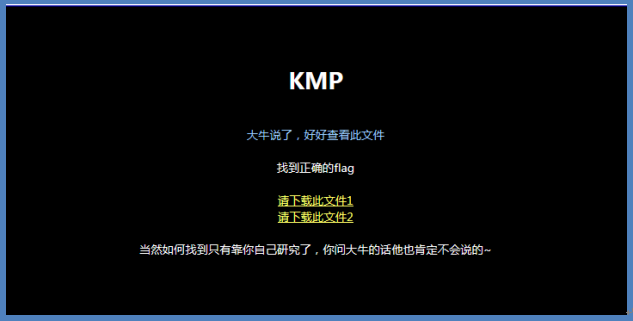 KMP
大牛说了，好好查看此文件
找到正确的flag
请下载此文件1
请下载此文件2
当然如何找到只有靠你自己研究了，你问大牛的话他也肯定不会说的~